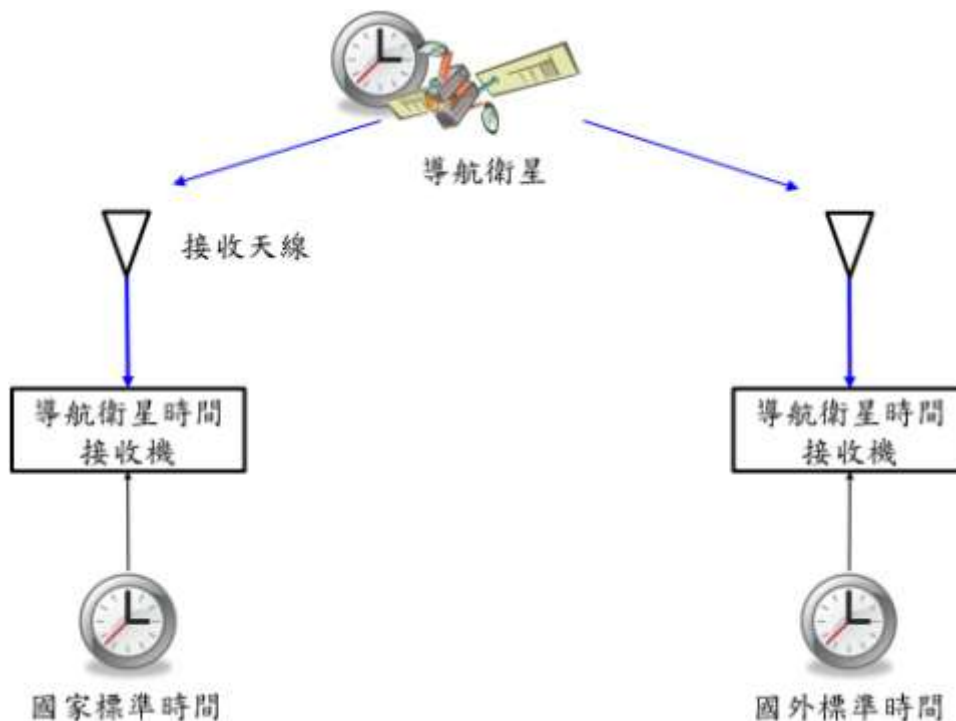 導航衛星
接收天線
導航衛星時間
接收機
導航衛星時間
接收機
國家標準時間
國外標準時間